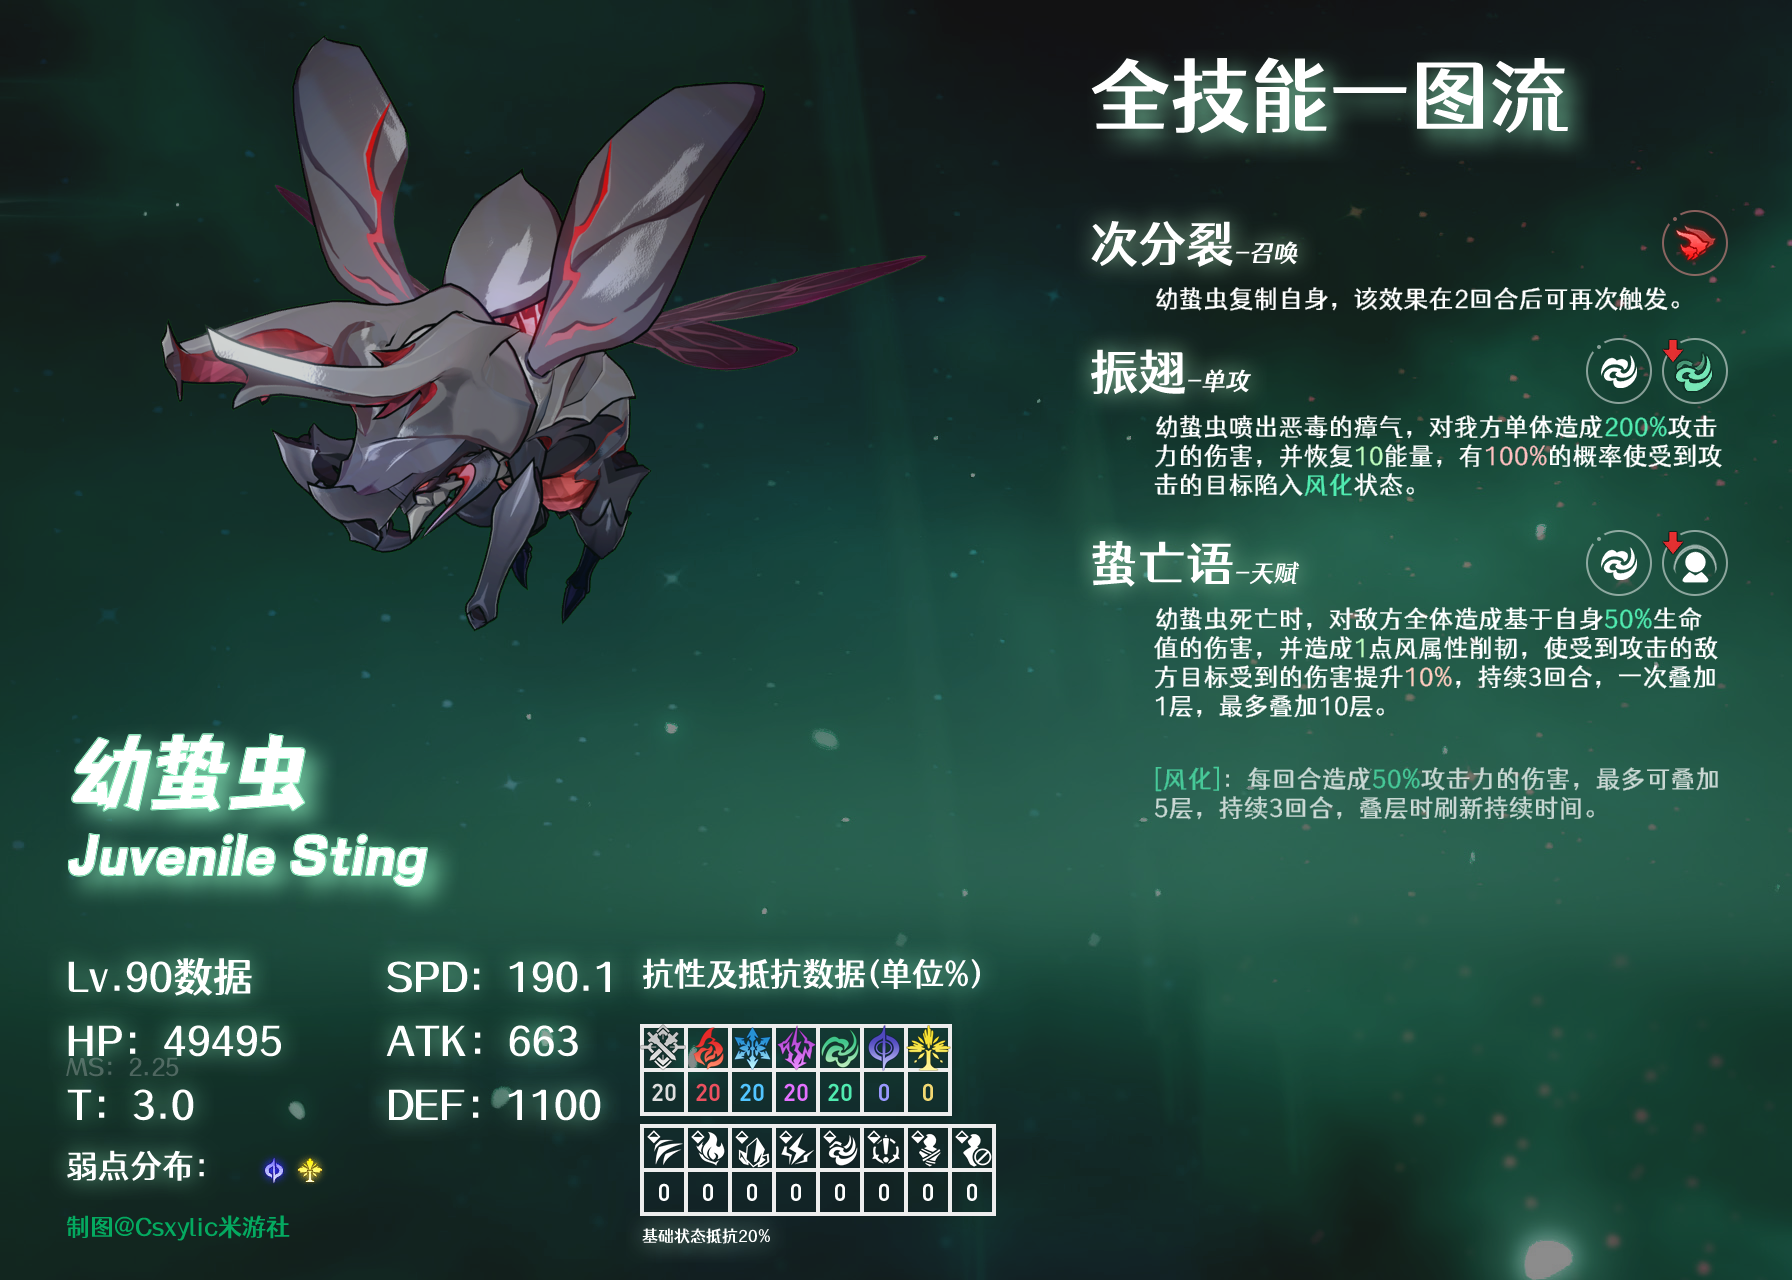 全技能一图流
次分裂-召唤
幼蛰虫复制自身，该效果在2回合后可再次触发。
振翅-单攻
幼蛰虫喷出恶毒的瘴气，对我方单体造成200%攻击
力的伤害，并恢复10能量，有100%的概率使受到攻
击的目标陷入风化状态。
蛰亡语-天赋
幼蛰虫死亡时，对敌方全体造成基于自身50%生命
值的伤害，并造成1点风属性削韧，使受到攻击的敌
方目标受到的伤害提升10%，持续3回合，一次叠加
1层，最多叠加10层。
[风化]：每回合造成50%攻击力的伤害，最多可叠加
5层，持续3回合，叠层时刷新持续时间。
幼蛰虫
Juvenile Sting
Lv.90数据
SPD：190.1
HP：49495
ATK：663
MS：2.25
T：3.0
DEF：1100
弱点分布：
制图@Csxylic米游社
抗性及抵抗数据(单位%)
20 20 20 20 20 0 0
0 0 0 0 0 0 0 0
基础状态抵抗20%